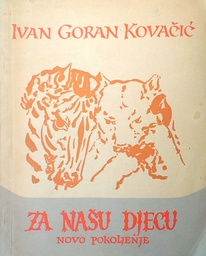 IVAN GORAN KOVAČIĆ
ZA NAŠU DJECU
NOVO POKOLJENJE